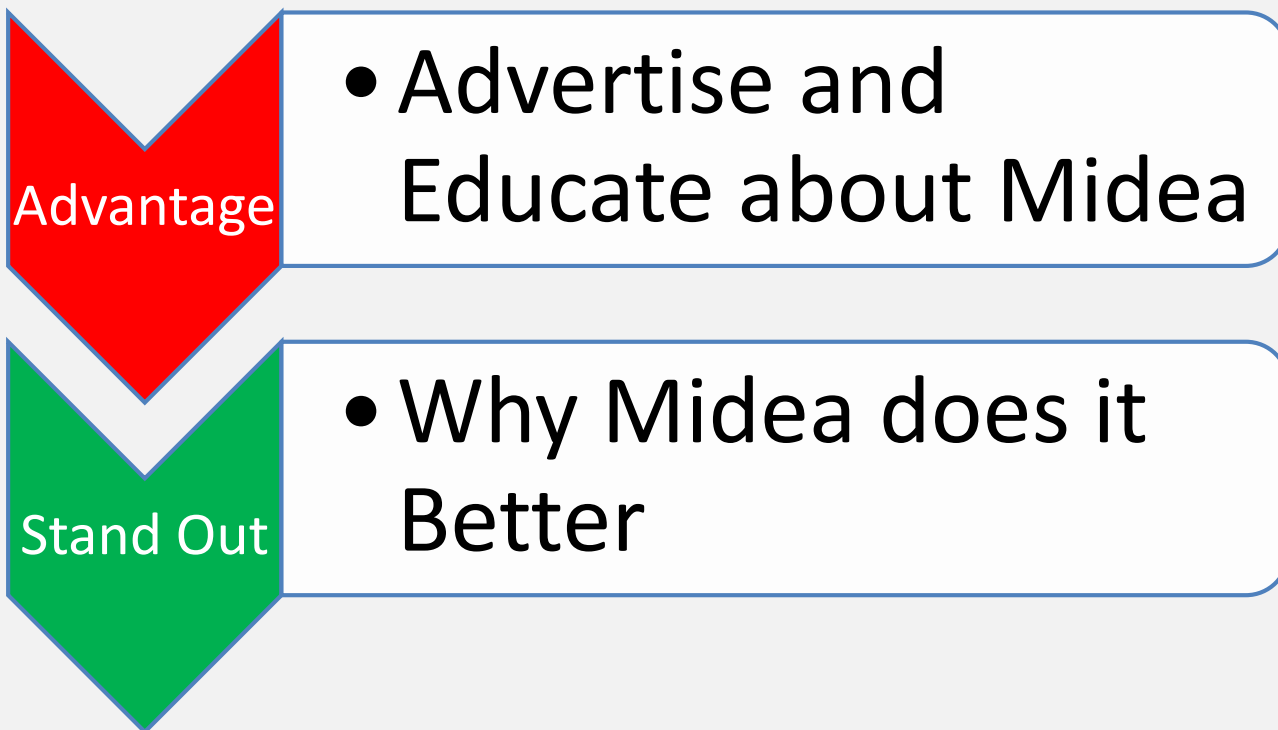 Advantage
• Advertise and
Educate about Midea
Stand Out
• Why Midea does it
Better